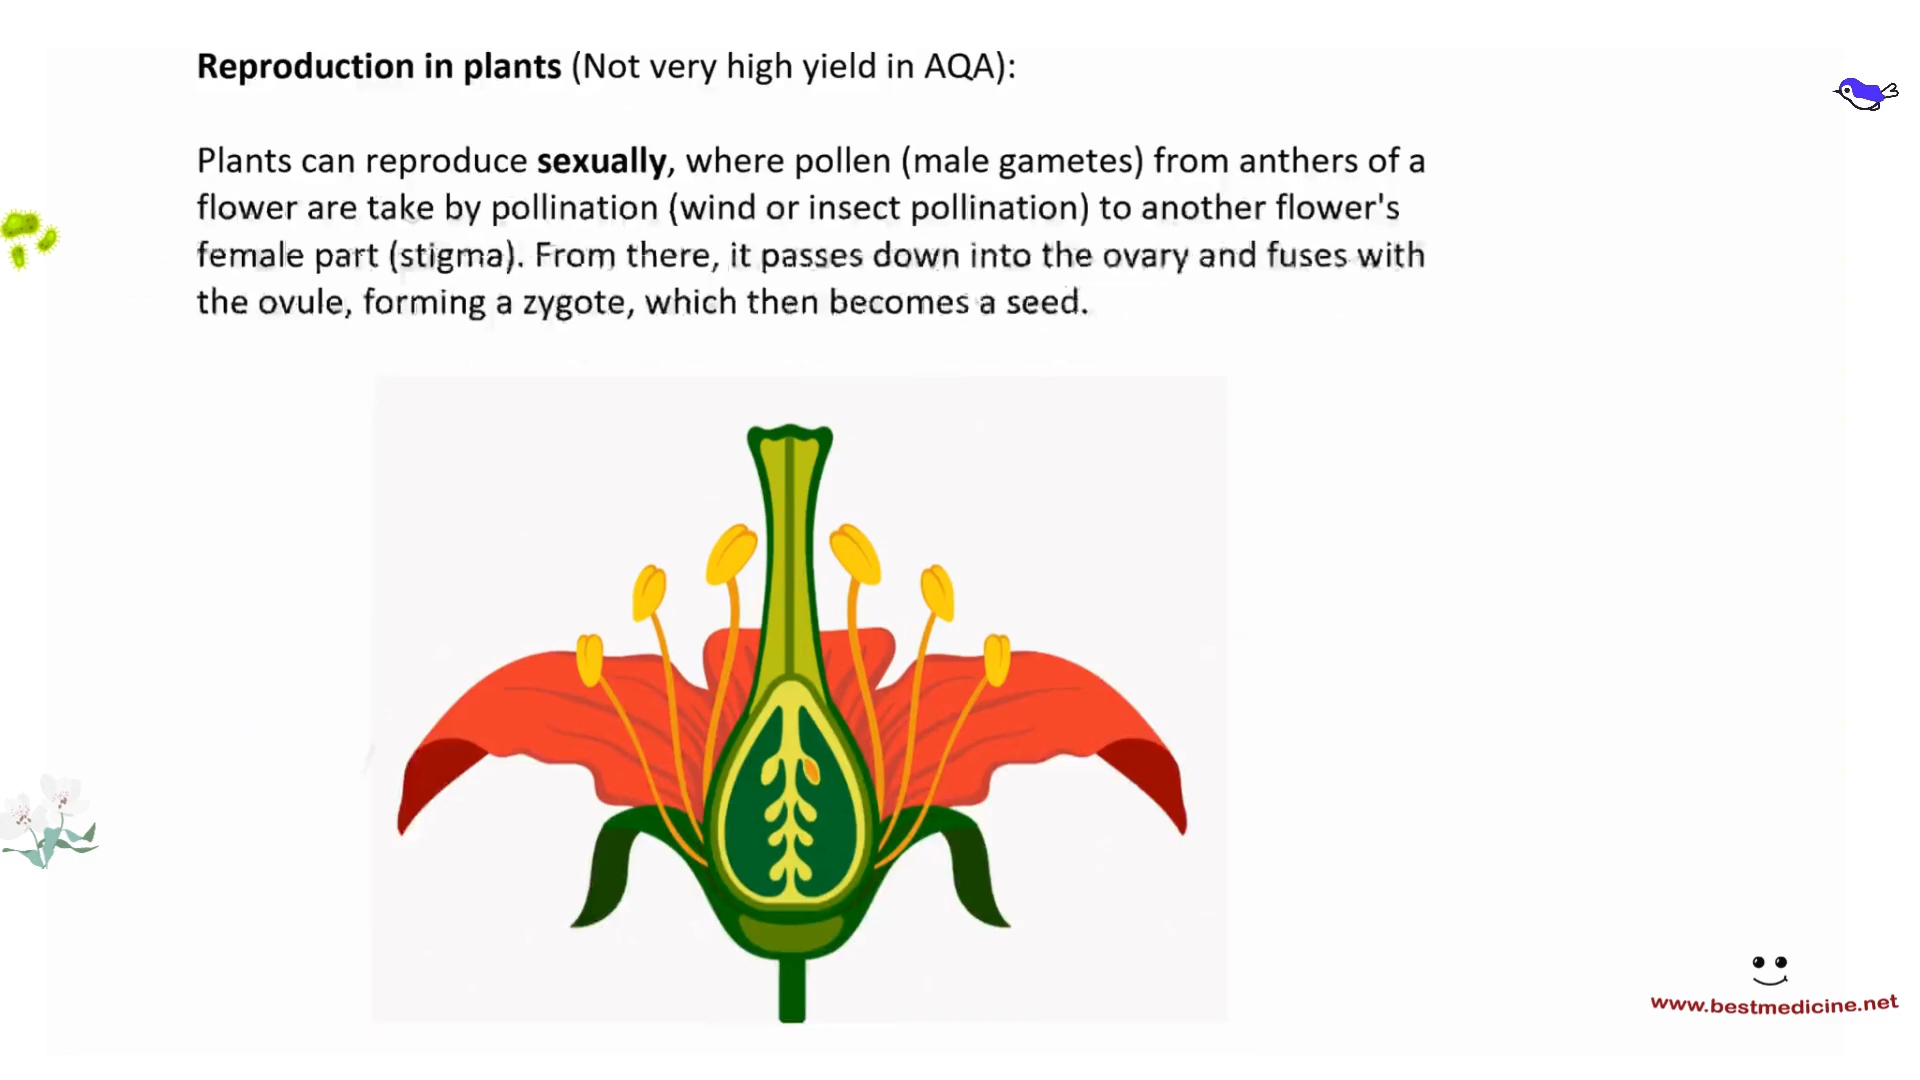 Reproduction in plants (Not very high yield in AQA):
Plants can reproduce sexually, where pollen (male gametes) from anthers of a
flower are take by pollination (wind or insect pollination) to another flower's
female part (stigma). From there, it passes down into the ovary and fuses with
the ovule, forming a zygote, which then becomes a seed.
www.bestmedicine.net